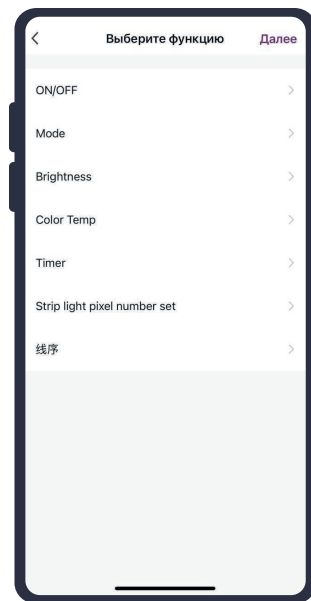 Выберите функцию Далее
ON/OFF
Mode
Brightness
Color Temp
Timer
Strip light pixel number set
线序